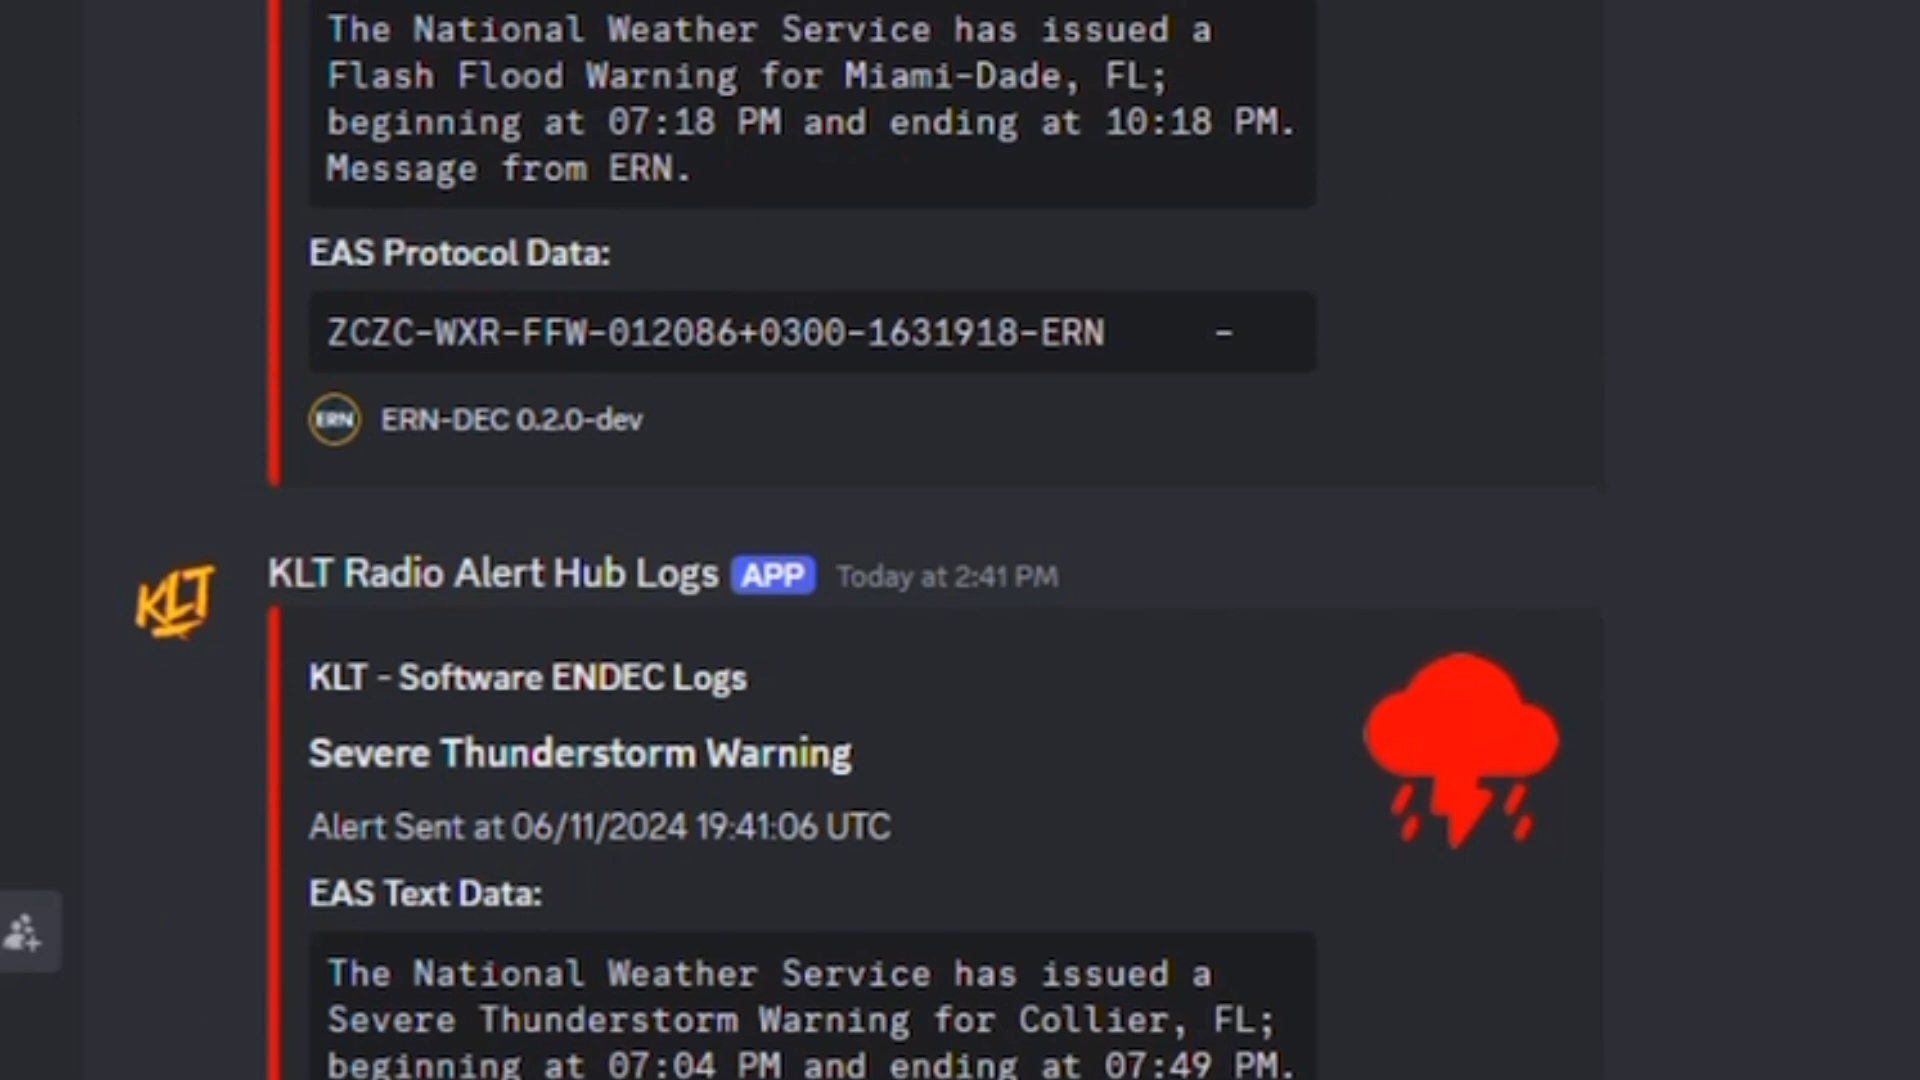 The National Weather Service has issued a
Flash Flood Warning for Miami-Dade, FL;
beginning at 07:18 PM and ending at 10:18 PM.
Message from ERN.
EAS Protocol Data:
ZCZC-WXR-FFW-012086+0300-1631918-ERN     -
ERN ERN-DEC 0.2.0-dev
KLT KLT Radio Alert Hub Logs APP Today at 2:41 PM
KLT - Software ENDEC Logs
Severe Thunderstorm Warning
Alert Sent at 06/11/2024 19:41:06 UTC
EAS Text Data:
The National Weather Service has issued a
Severe Thunderstorm Warning for Collier, FL;
beginning at 07:04 PM and ending at 07:49 PM.